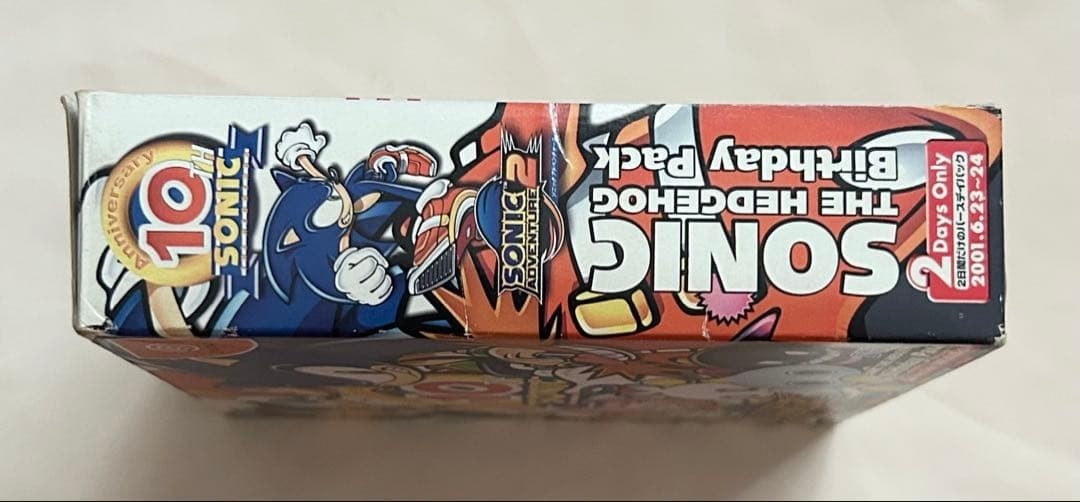 Anniversary
10TH
SONIC
SONIC
ADVENTURE 2
SONIC
THE HEDGEHOG
Birthday Pack
2 Days Only
2日間だけのバースデイパック
2001.6.23~24